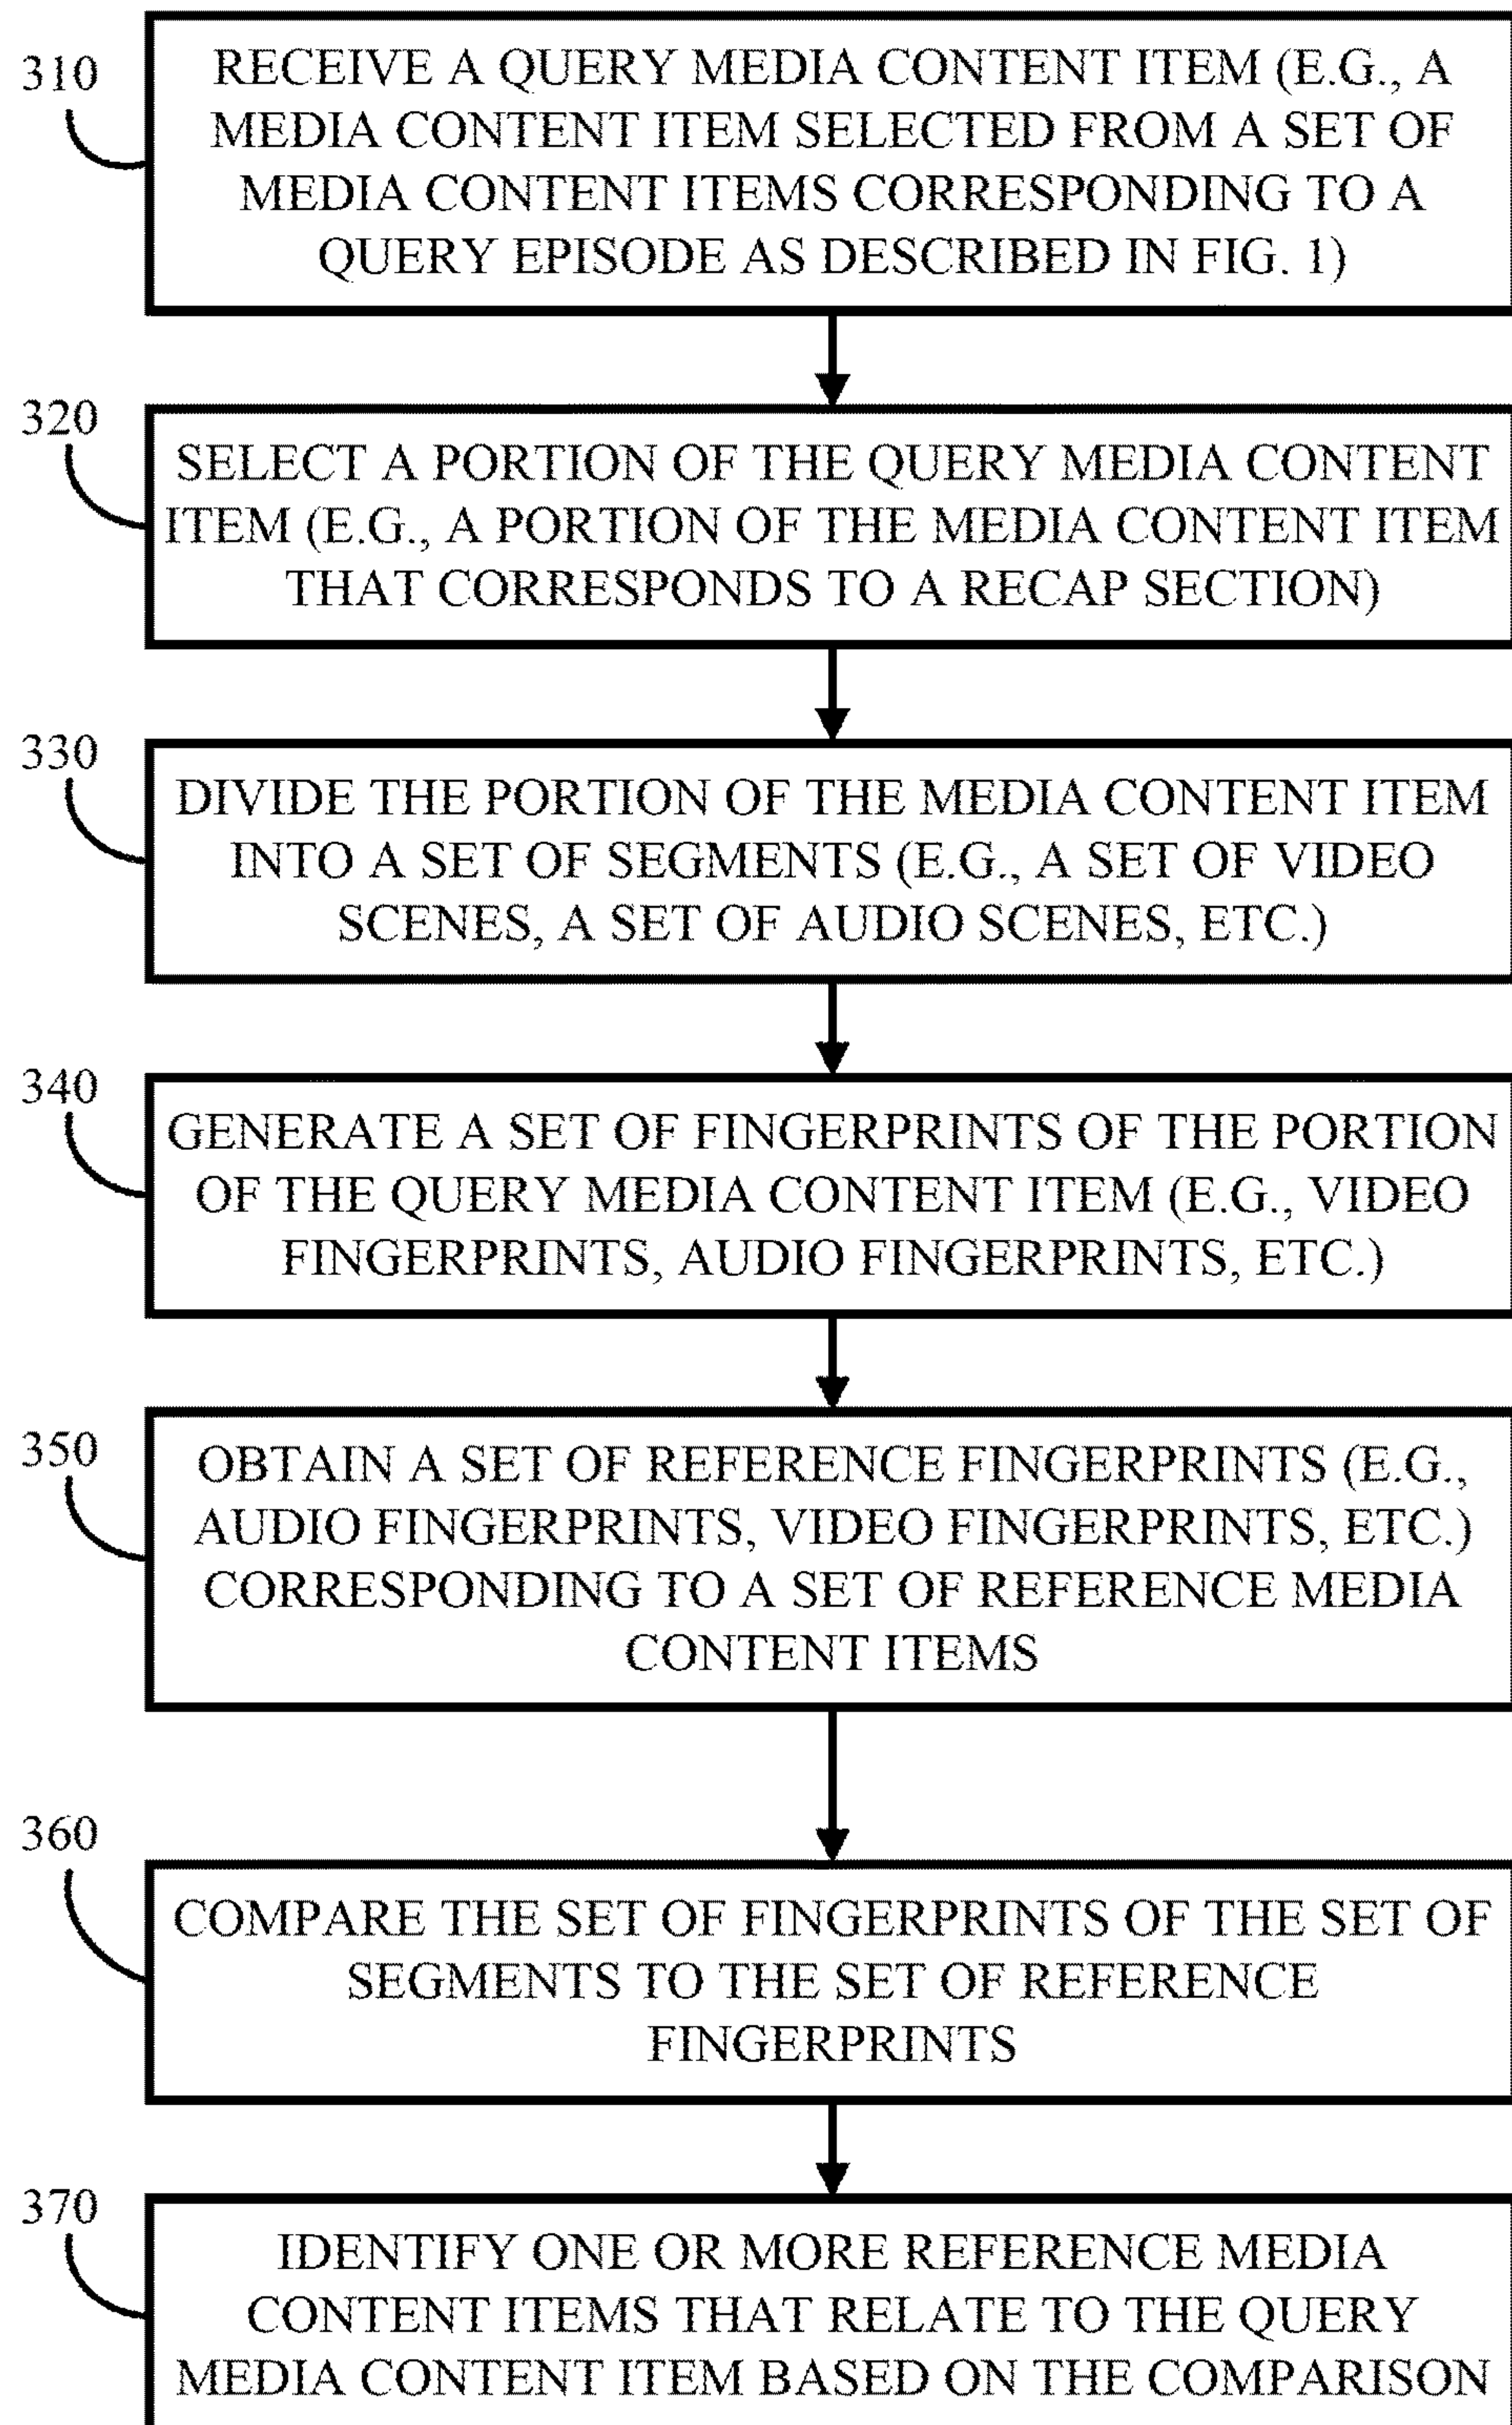 310
RECEIVE A QUERY MEDIA CONTENT ITEM (E.G., A
MEDIA CONTENT ITEM SELECTED FROM A SET OF
MEDIA CONTENT ITEMS CORRESPONDING TO A
QUERY EPISODE AS DESCRIBED IN FIG. 1)
320
SELECT A PORTION OF THE QUERY MEDIA CONTENT
ITEM (E.G., A PORTION OF THE MEDIA CONTENT ITEM
THAT CORRESPONDS TO A RECAP SECTION)
330
DIVIDE THE PORTION OF THE MEDIA CONTENT ITEM
INTO A SET OF SEGMENTS (E.G., A SET OF VIDEO
SCENES, A SET OF AUDIO SCENES, ETC.)
340
GENERATE A SET OF FINGERPRINTS OF THE PORTION
OF THE QUERY MEDIA CONTENT ITEM (E.G., VIDEO
FINGERPRINTS, AUDIO FINGERPRINTS, ETC.)
350
OBTAIN A SET OF REFERENCE FINGERPRINTS (E.G.,
AUDIO FINGERPRINTS, VIDEO FINGERPRINTS, ETC.)
CORRESPONDING TO A SET OF REFERENCE MEDIA
CONTENT ITEMS
360
COMPARE THE SET OF FINGERPRINTS OF THE SET OF
SEGMENTS TO THE SET OF REFERENCE
FINGERPRINTS
370
IDENTIFY ONE OR MORE REFERENCE MEDIA
CONTENT ITEMS THAT RELATE TO THE QUERY
MEDIA CONTENT ITEM BASED ON THE COMPARISON